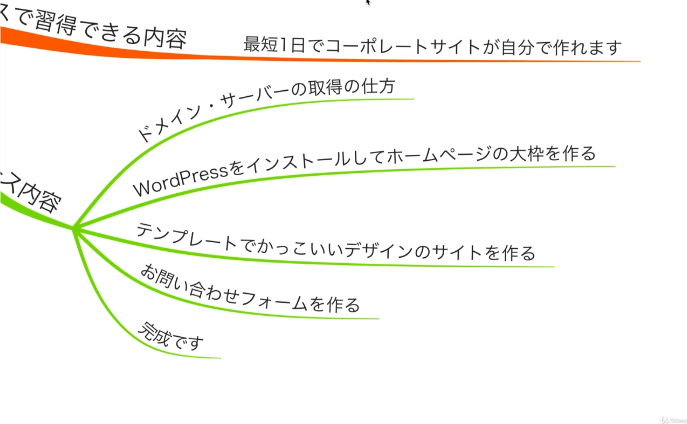 スで習得できる内容
最短1日でコーポレートサイトが自分で作れます
ドメイン・サーバーの取得の仕方
WordPressをインストールしてホームページの大枠を作る
ース内容
テンプレートでかっこいいデザインのサイトを作る
お問い合わせフォームを作る
完成です
Udemy